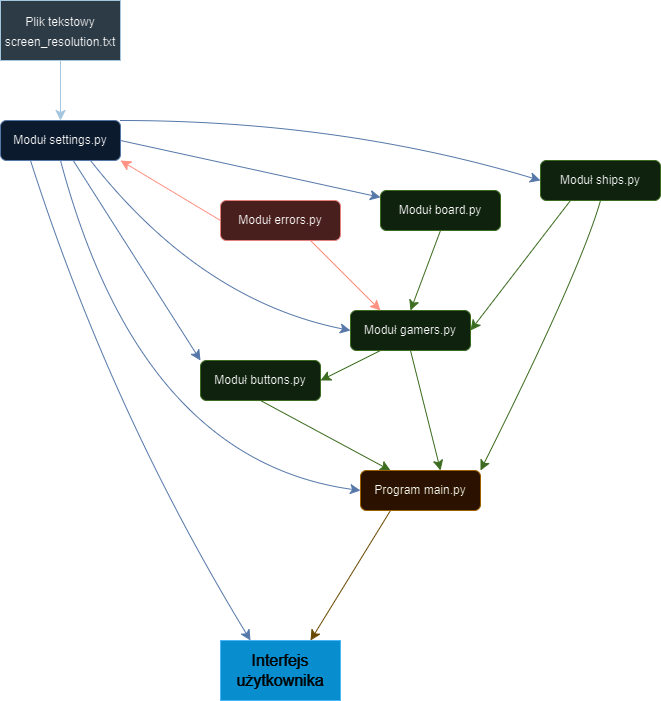 Plik tekstowy
screen_resolution.txt
Moduł settings.py
Moduł ships.py
Moduł errors.py
Moduł board.py
Moduł gamers.py
Moduł buttons.py
Program main.py
Interfejs
użytkownika